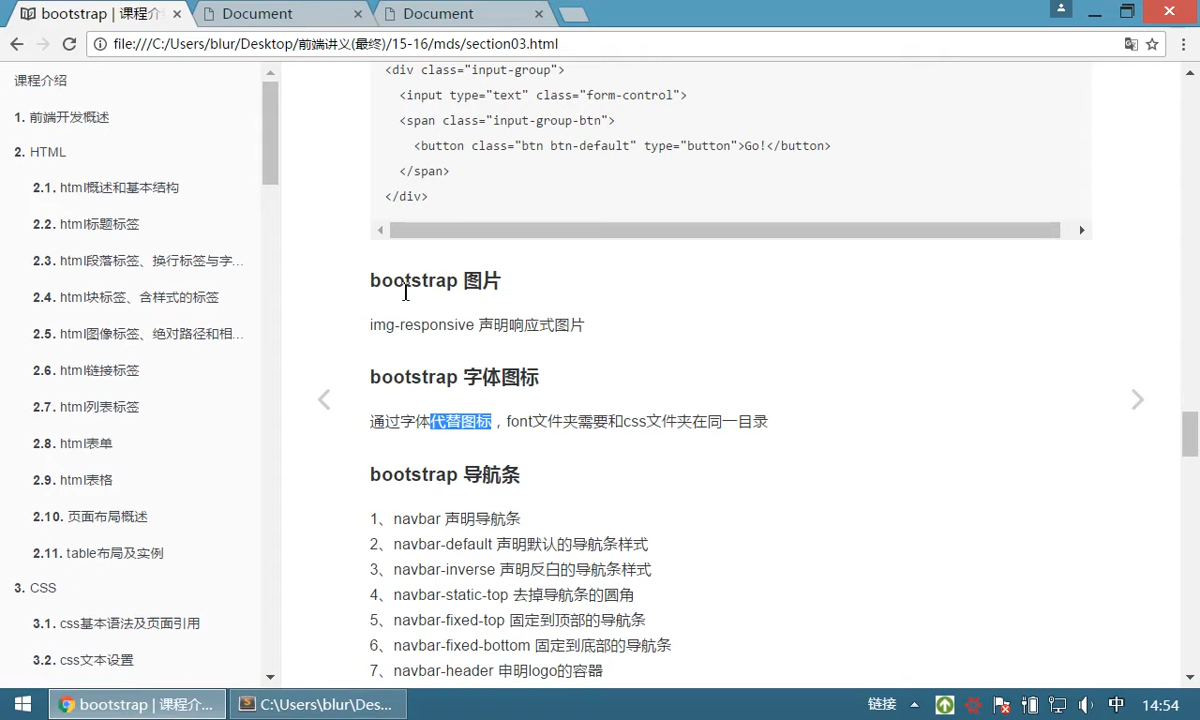 bootstrap | 课程介
Document
Document
file:///C:/Users/blur/Desktop/前端讲义(最终)/15-16/mds/section03.html
课程介绍
1. 前端开发概述
2. HTML
2.1. html概述和基本结构
2.2. html标题标签
2.3. html段落标签、换行标签与字...
2.4. html块标签、含样式的标签
2.5. html图像标签、绝对路径和相...
2.6. html链接标签
2.7. html列表标签
2.8. html表单
2.9. html表格
2.10. 页面布局概述
2.11. table布局及实例
3. CSS
3.1. css基本语法及页面引用
3.2. css文本设置
<div class="input-group">
<input type="text" class="form-control">
<span class="input-group-btn">
<button class="btn btn-default" type="button">Go!</button>
</span>
</div>
bootstrap 图片
img-responsive 声明响应式图片
bootstrap 字体图标
通过字体代替图标，font文件夹需要和css文件夹在同一目录
bootstrap 导航条
1、navbar 声明导航条
2、navbar-default 声明默认的导航条样式
3、navbar-inverse 声明反白的导航条样式
4、navbar-static-top 去掉导航条的圆角
5、navbar-fixed-top 固定到顶部的导航条
6、navbar-fixed-bottom 固定到底部的导航条
7、navbar-header 申明logo的容器
bootstrap | 课程介...
C:\Users\blur\Des...
链接
中
14:54